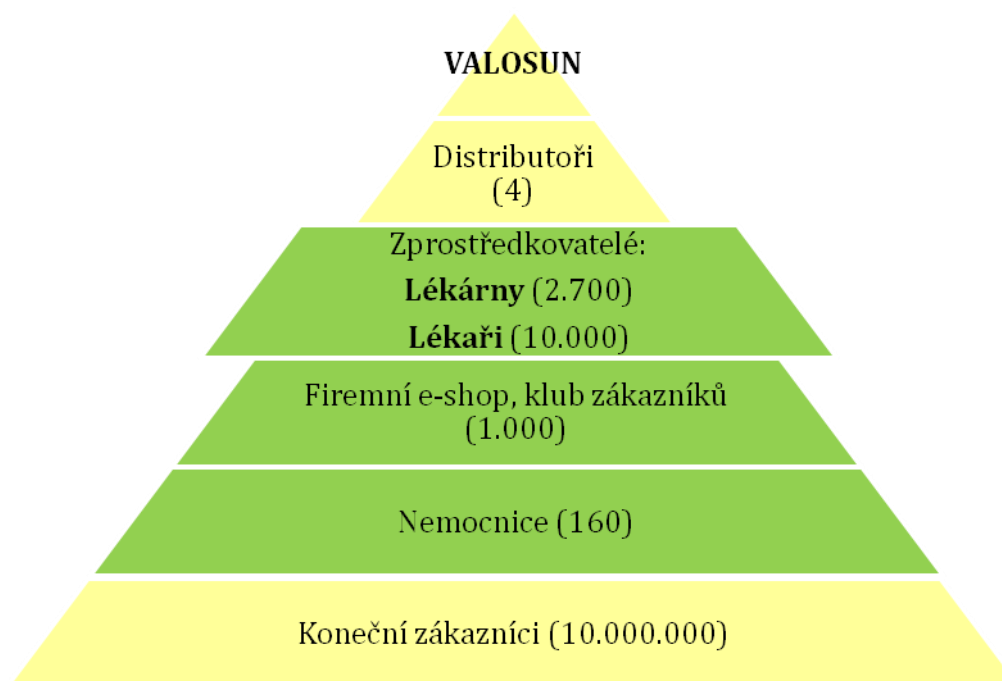 VALOSUN
Distributoři
(4)
Zprostředkovatelé:
Lékárny (2.700)
Lékaři (10.000)
Firemní e-shop, klub zákazníků
(1.000)
Nemocnice (160)
Koneční zákazníci (10.000.000)